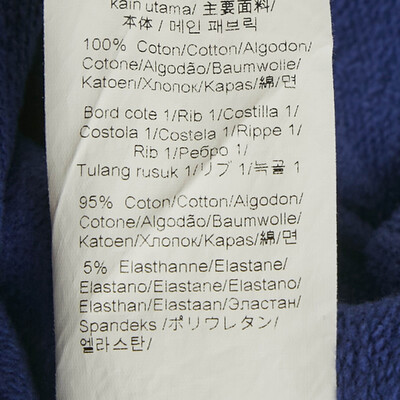 kain utama/ 主要面料/
本体 / 메인 패브릭
100% Coton/Cotton/Algodon/
Cotone/Algodão/Baumwolle/
Katoen/Хлопок/Kapas/綿/면
Bord cote 1/Rib 1/Costilla 1/
Costola 1/Costela 1/Rippe 1/
Rib 1/Ребро 1/
Tulang rusuk 1/リブ 1/녹골 1
95% Coton/Cotton/Algodon/
Cotone/Algodão/Baumwolle/
Katoen/Хлопок/Kapas/綿/면
5% Elasthanne/Elastane/
Elastano/Elastane/Elastano/
Elasthan/Elastaan/Эластан/
Spandeks /ポリウレタン/
엘라스탄/